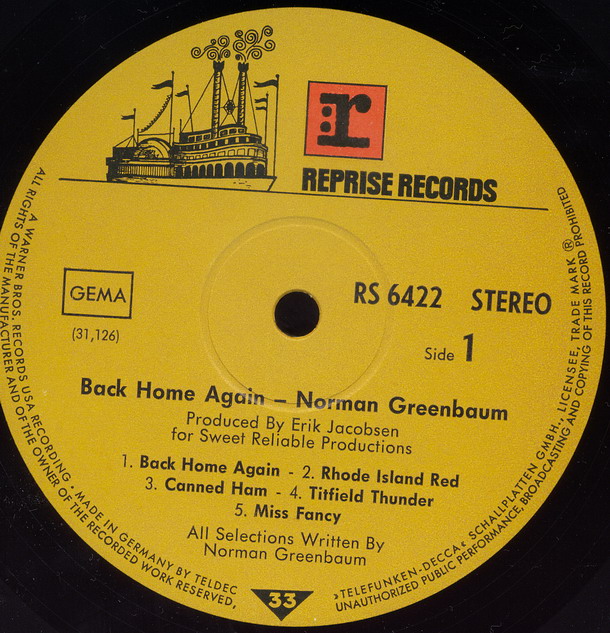 r
REPRISE RECORDS
GEMA
(31,126)
RS 6422 STEREO
Side 1
Back Home Again – Norman Greenbaum
Produced By Erik Jacobsen
for Sweet Reliable Productions
1. Back Home Again - 2. Rhode Island Red
3. Canned Ham - 4. Titfield Thunder
5. Miss Fancy
All Selections Written By
Norman Greenbaum
33
A WARNER BROS. RECORDS USA RECORDING • MADE IN GERMANY BY TELDEC
»TELEFUNKEN-DECCA« SCHALLPLATTEN GMBH., LICENSEE, TRADE MARK ®
ALL RIGHTS OF THE MANUFACTURER AND OF THE OWNER OF THE RECORDED WORK RESERVED,
UNAUTHORIZED PUBLIC PERFORMANCE, BROADCASTING AND COPYING OF THIS RECORD PROHIBITED